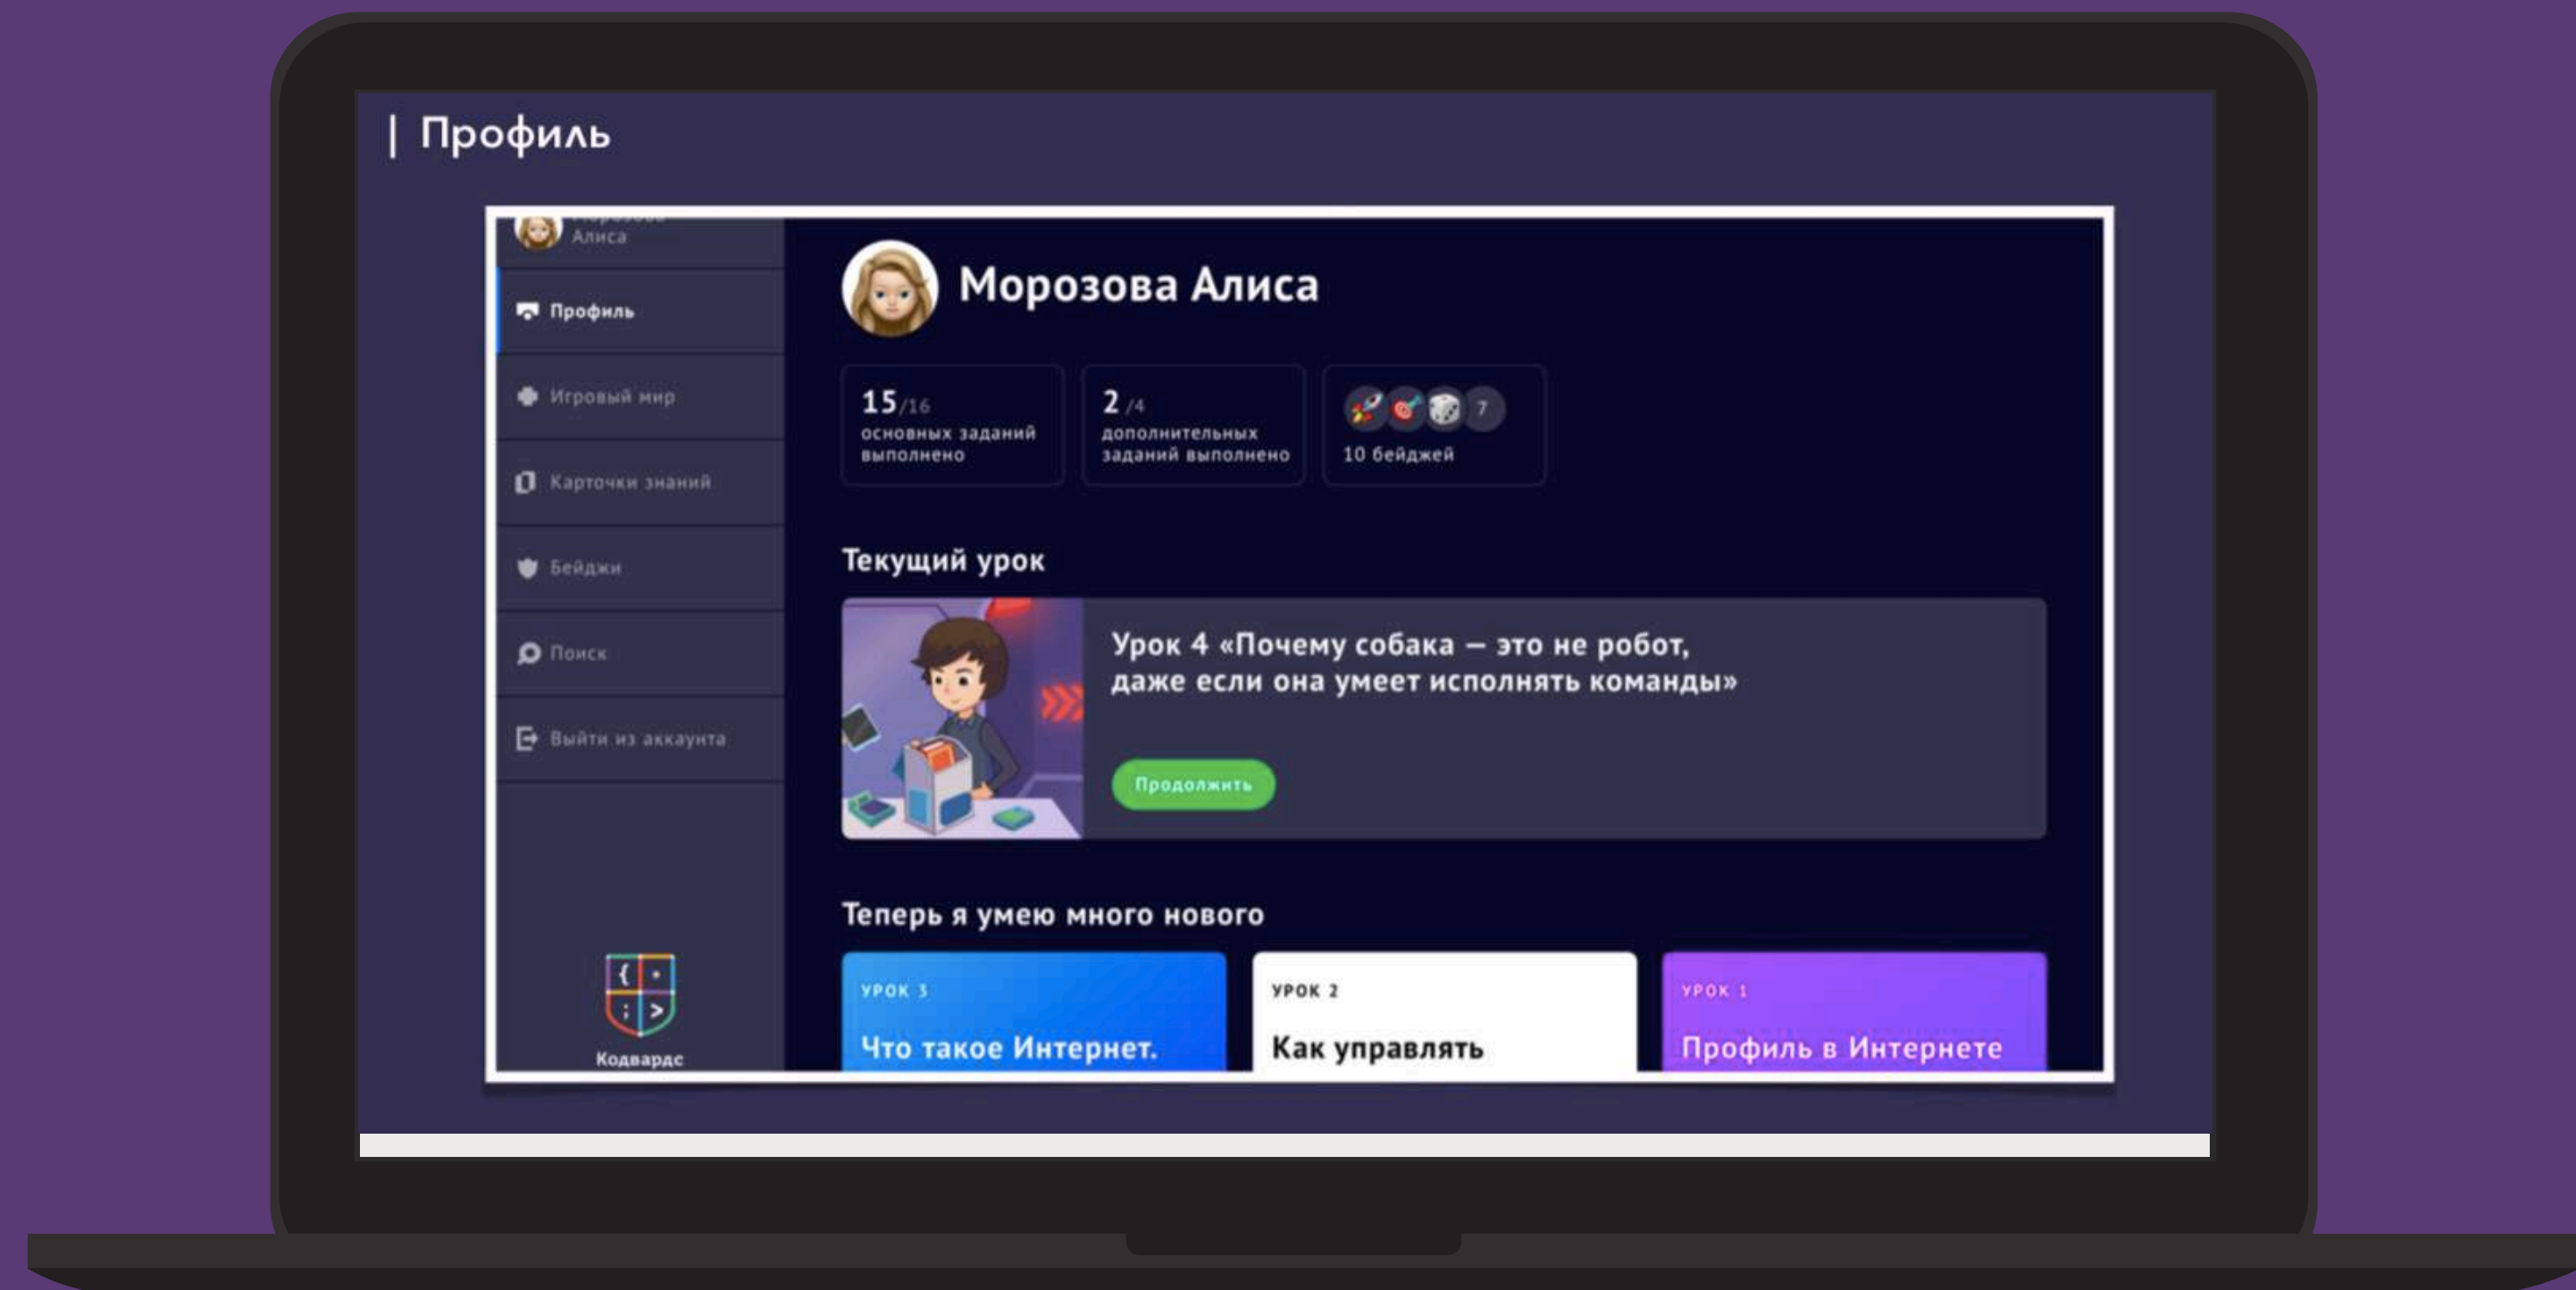 | Профиль
Алиса
Профиль
Игровый мир
Карточки знаний
Бейджи
Поиск
Выйти из аккаунта
{ •
; >
Кодвардс
Морозова Алиса
15/16
основных заданий
выполнено
2 /4
дополнительных
заданий выполнено
7
10 бейджей
Текущий урок
Урок 4 «Почему собака — это не робот,
даже если она умеет исполнять команды»
Продолжить
Теперь я умею много нового
УРОК 3
Что такое Интернет.
УРОК 2
Как управлять
УРОК 1
Профиль в Интернете